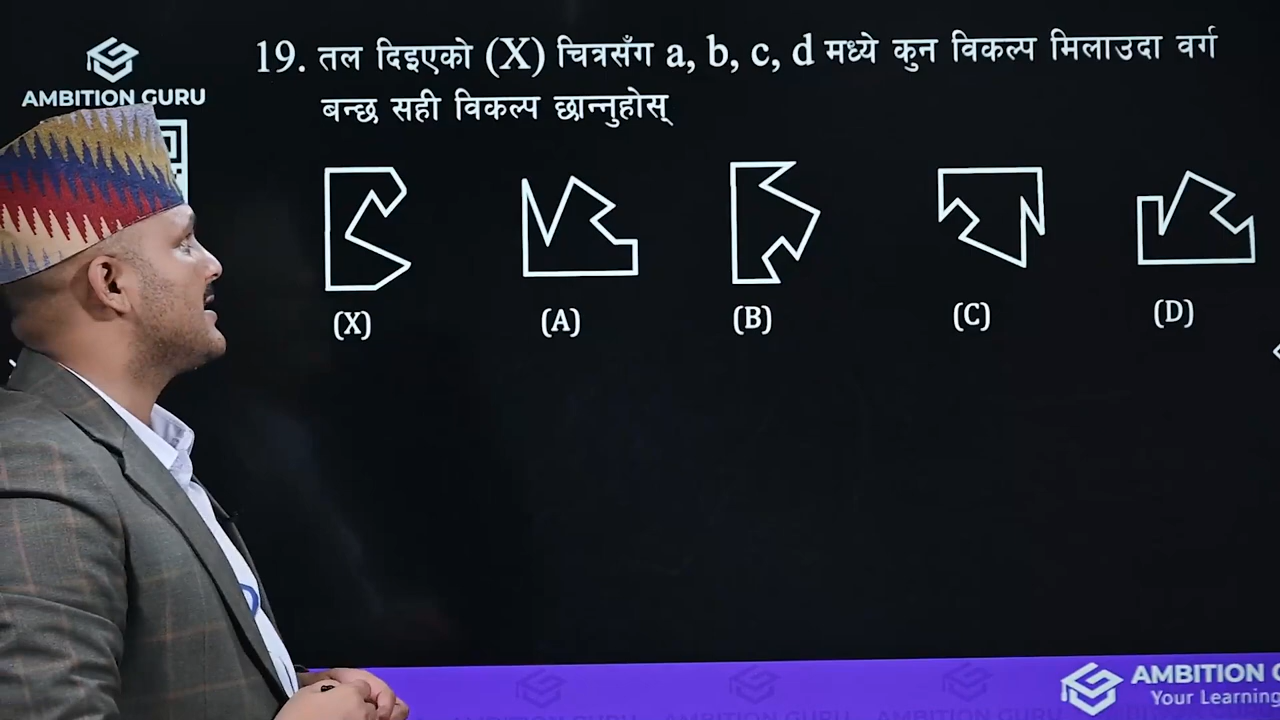 AMBITION GURU
19. तल दिइएको (X) चित्रसँग a, b, c, d मध्ये कुन विकल्प मिलाउदा वर्ग
बन्छ सही विकल्प छान्नुहोस्
(X) (A) (B) (C) (D)
AMBITION G
Your Learning